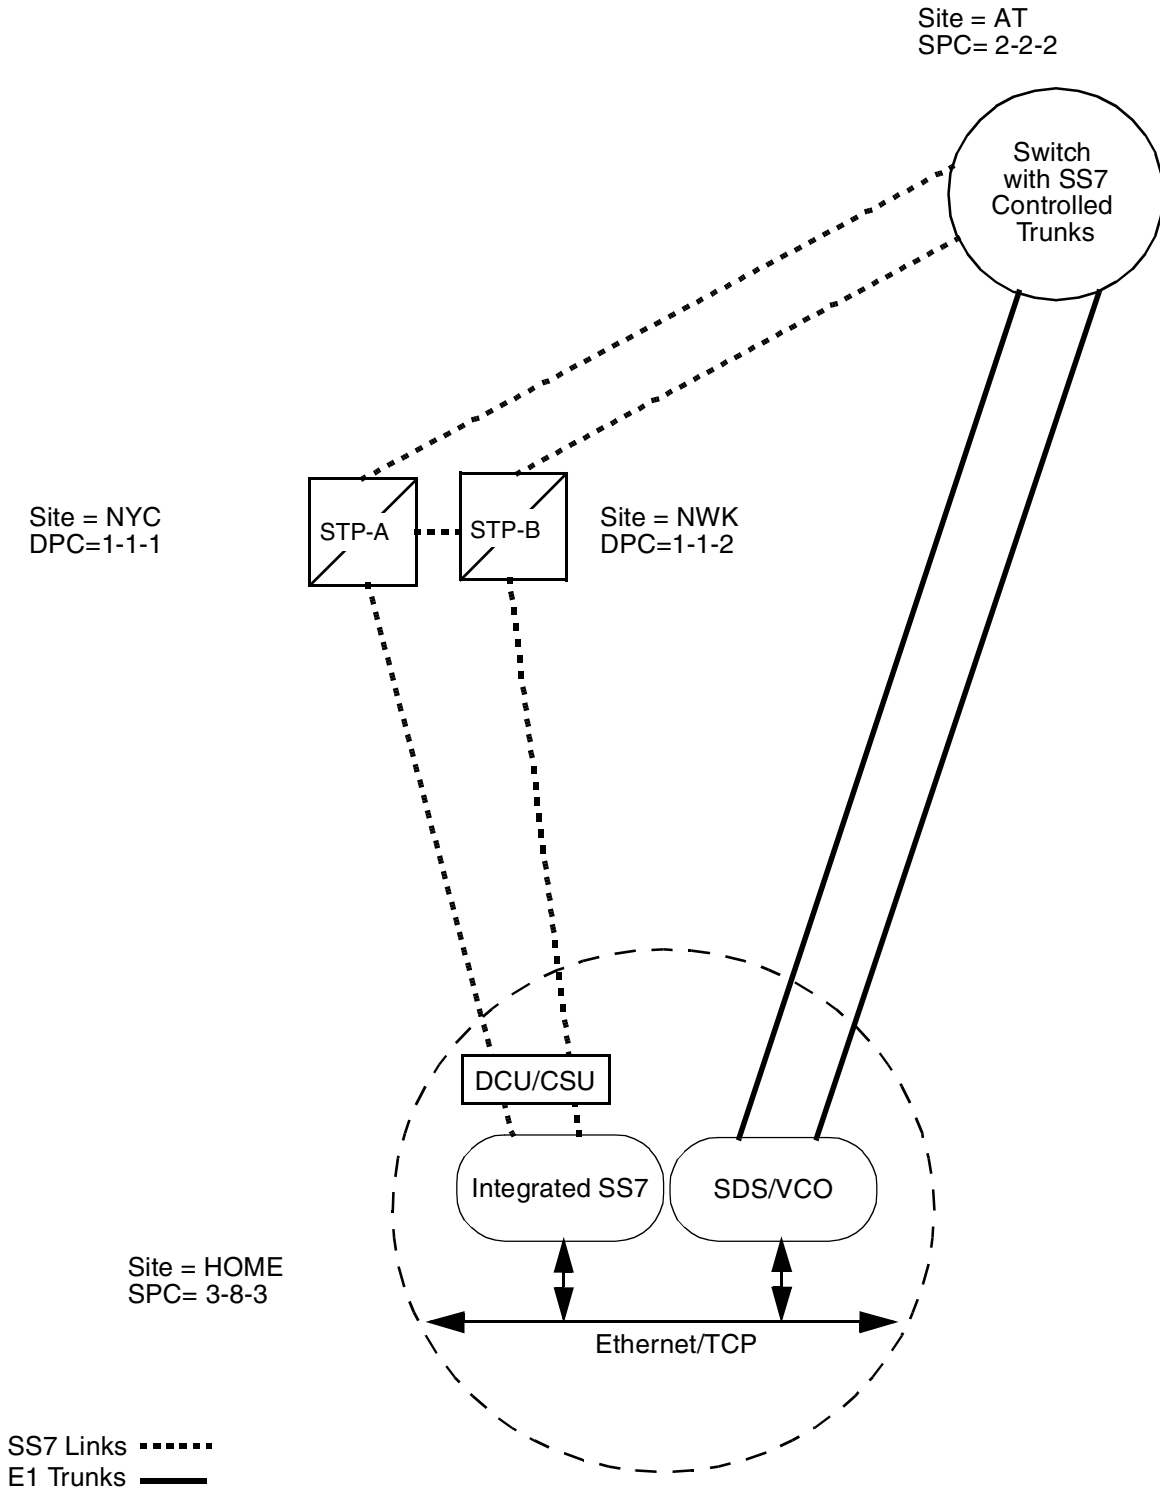 Site = AT
SPC= 2-2-2
Switch
with SS7
Controlled
Trunks
Site = NYC
DPC=1-1-1
STP-A
STP-B
Site = NWK
DPC=1-1-2
DCU/CSU
Integrated SS7
SDS/VCO
Site = HOME
SPC= 3-8-3
Ethernet/TCP
SS7 Links
E1 Trunks